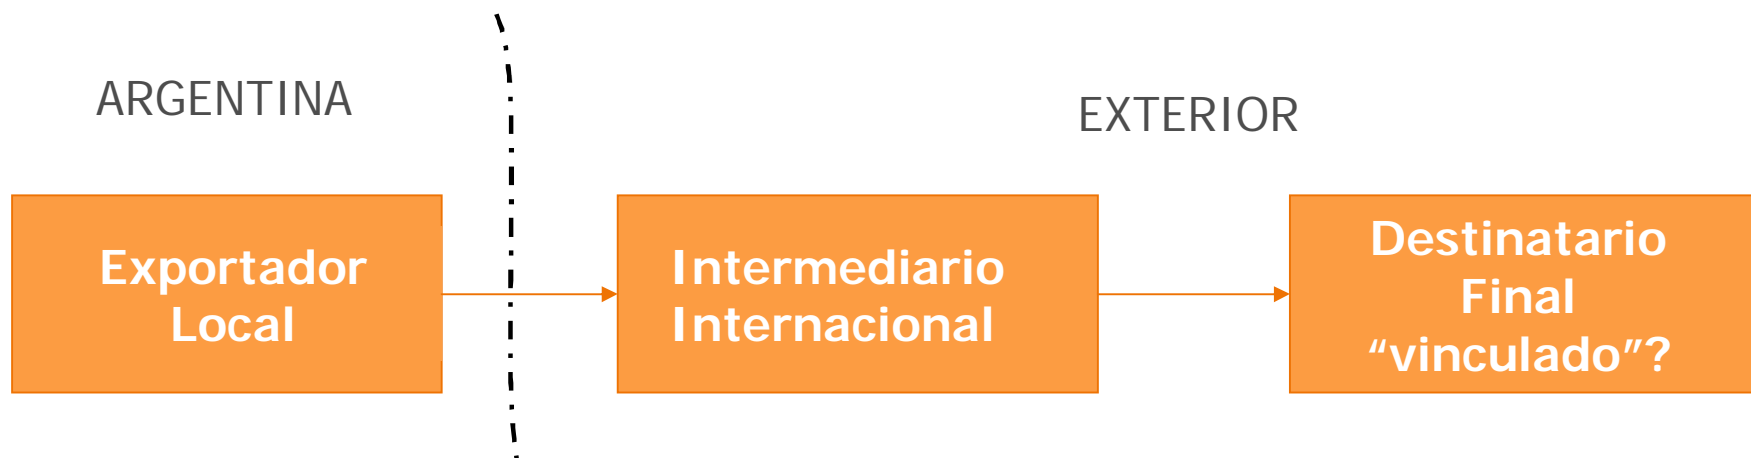 ARGENTINA
EXTERIOR
Exportador
Local
Intermediario
Internacional
Destinatario
Final
“vinculado”?